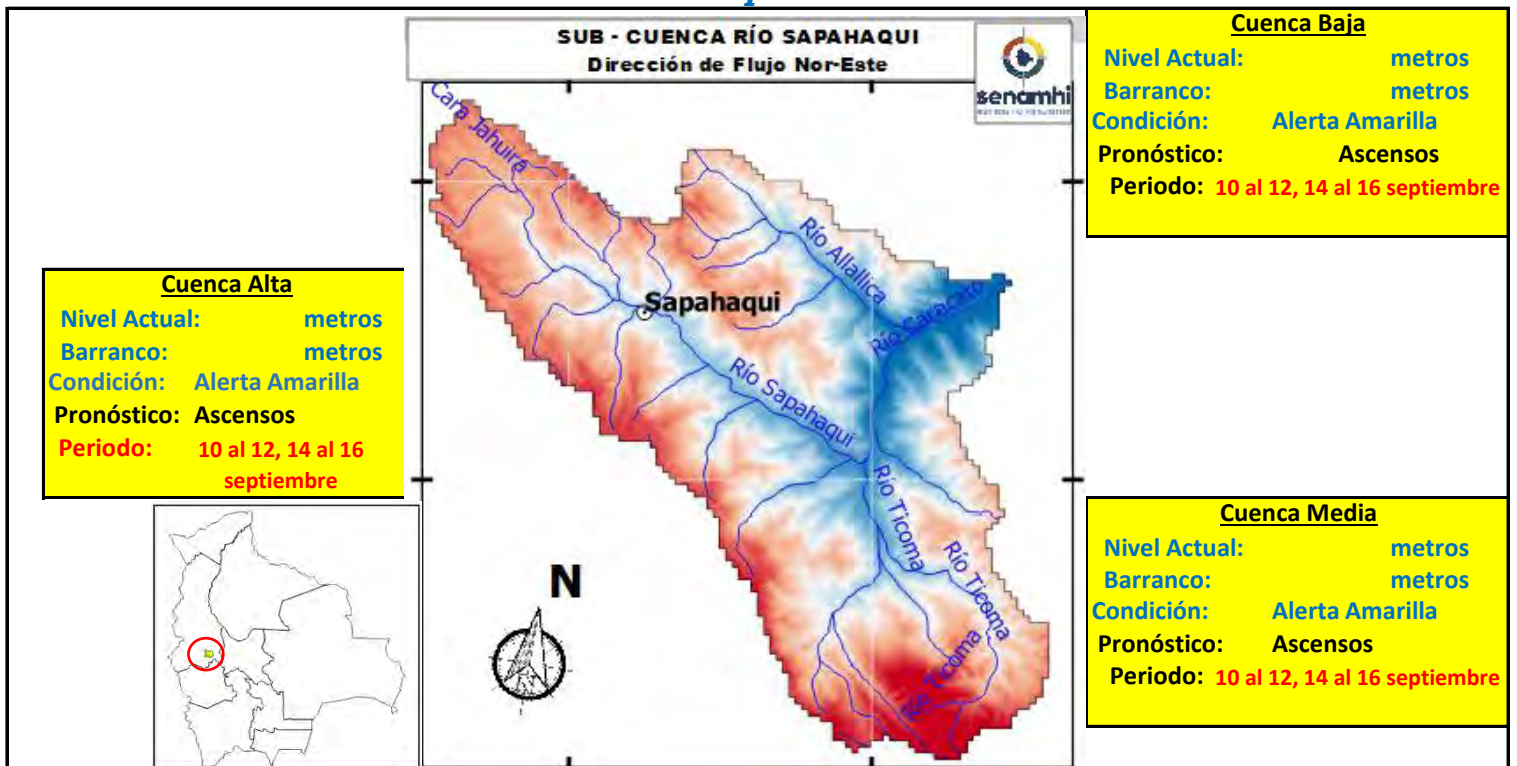 SUB - CUENCA RÍO SAPAHAQUI
Dirección de Flujo Nor-Este
senamhi
Cuenca Baja
Nivel Actual: metros
Barranco: metros
Condición: Alerta Amarilla
Pronóstico: Ascensos
Periodo: 10 al 12, 14 al 16 septiembre
Cuenca Alta
Nivel Actual: metros
Barranco: metros
Condición: Alerta Amarilla
Pronóstico: Ascensos
Periodo: 10 al 12, 14 al 16
septiembre
Cara Jahuira
Río Allallica
Río Caracato
Sapahaqui
Río Sapahaqui
Río Ticoma
Río Ticoma
Río Ticoma
N
Cuenca Media
Nivel Actual: metros
Barranco: metros
Condición: Alerta Amarilla
Pronóstico: Ascensos
Periodo: 10 al 12, 14 al 16 septiembre